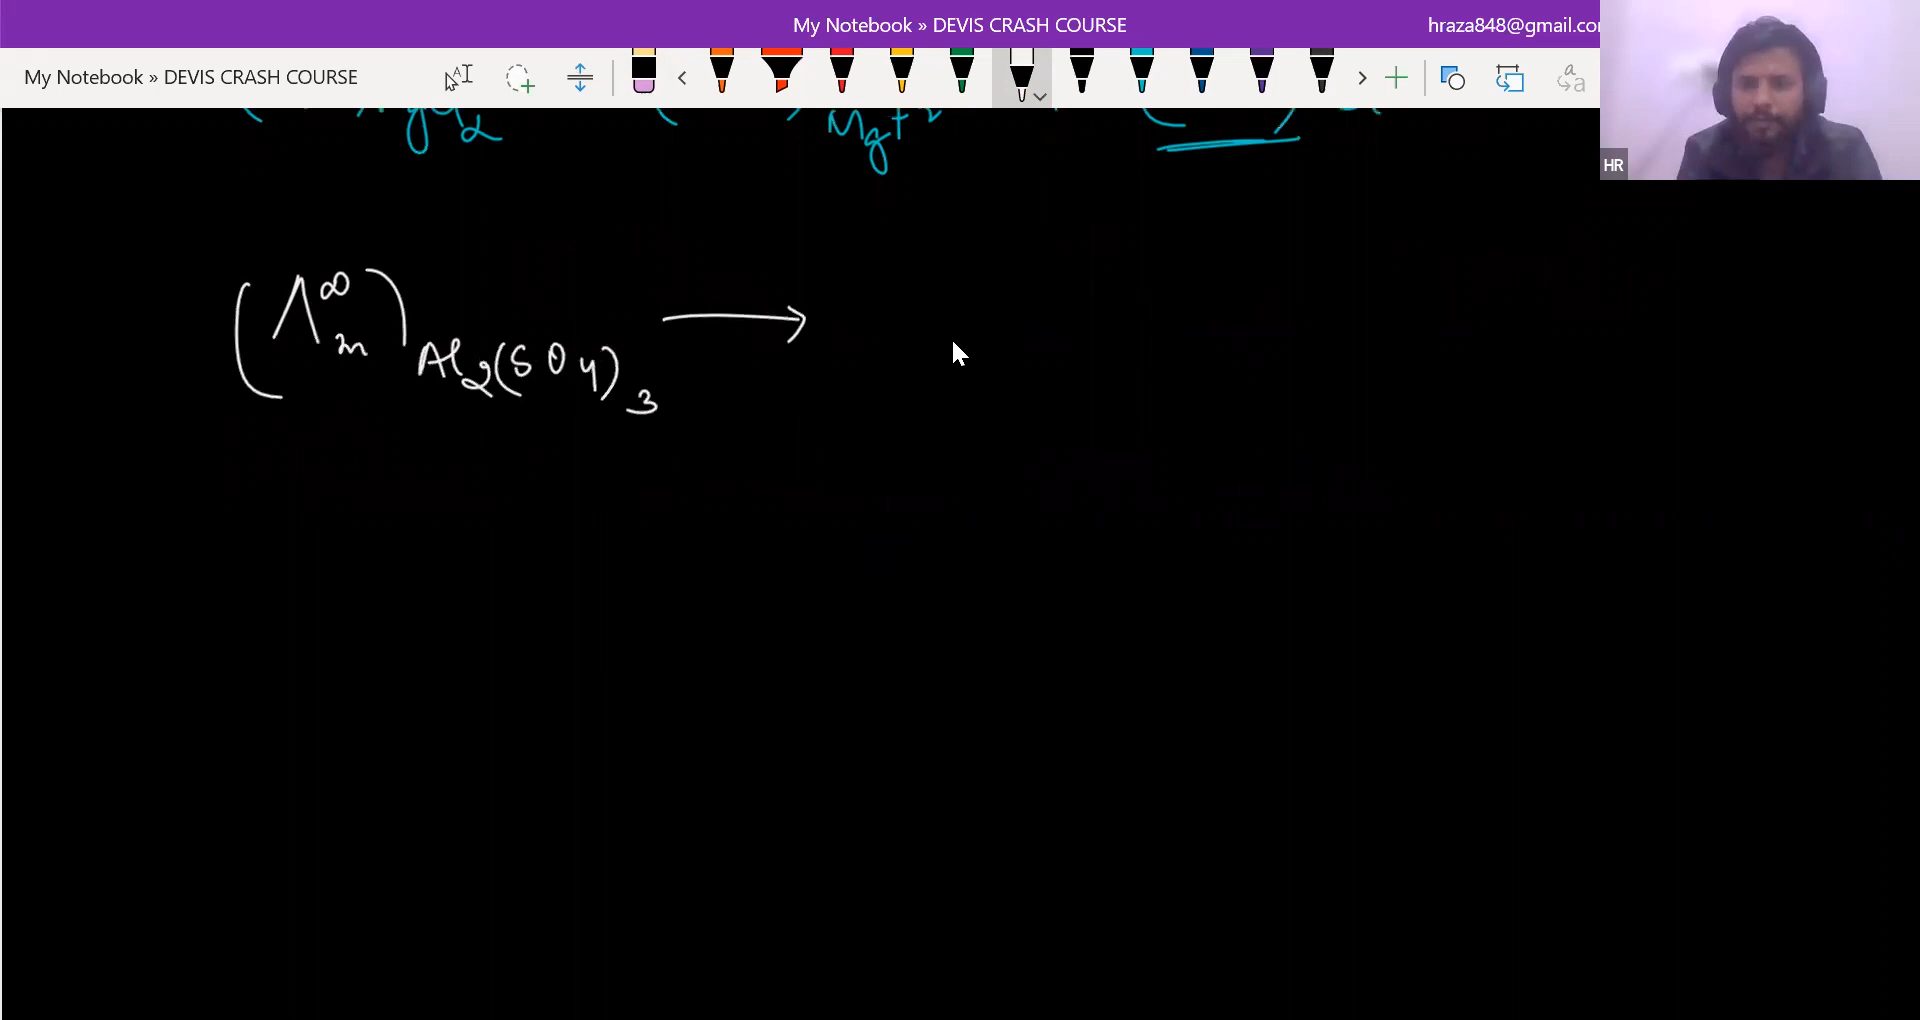 My Notebook » DEVIS CRASH COURSE
hraza848@gmail.co
My Notebook » DEVIS CRASH COURSE
HR
Mg+2
(Λ∞m)Al2(SO4)3 ⟶